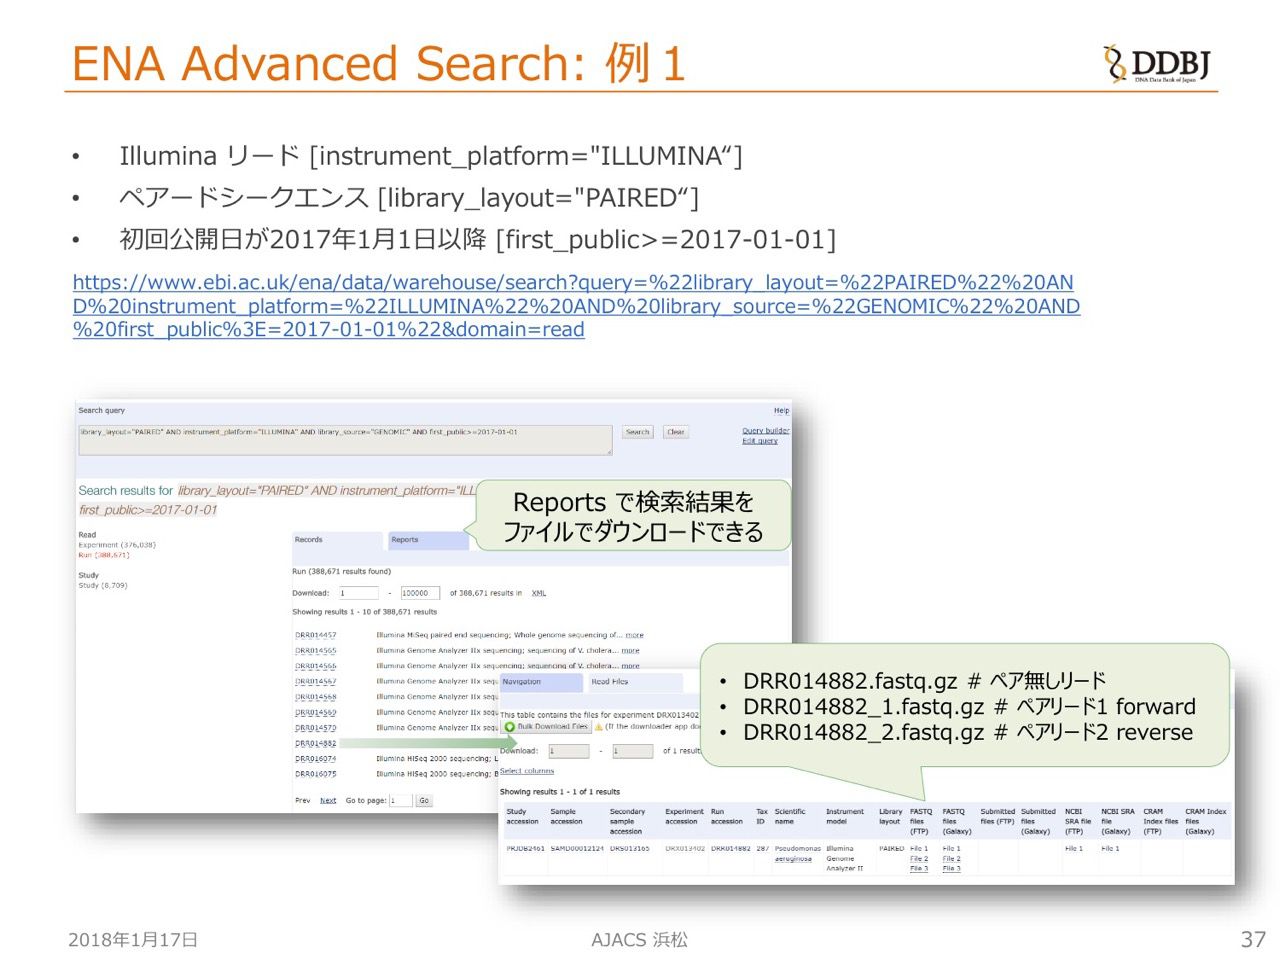 ENA Advanced Search: 例１
DDBJ
DNA Data Bank of Japan
• Illumina リード [instrument_platform="ILLUMINA“]
• ペアードシークエンス [library_layout="PAIRED“]
• 初回公開日が2017年1月1日以降 [first_public>=2017-01-01]
https://www.ebi.ac.uk/ena/data/warehouse/search?query=%22library_layout=%22PAIRED%22%20AN
D%20instrument_platform=%22ILLUMINA%22%20AND%20library_source=%22GENOMIC%22%20AND
%20first_public%3E=2017-01-01%22&domain=read
Search query
Help
library_layout="PAIRED" AND instrument_platform="ILLUMINA" AND library_source="GENOMIC" AND first_public>=2017-01-01
Search Clear
Query builder
Edit query
Search results for library_layout="PAIRED" AND instrument_platform="ILL
first_public>=2017-01-01
Reports で検索結果を
ファイルでダウンロードできる
Read
Experiment (376,038)
Run (388,671)
Study
Study (8,709)
Records Reports
Run (388,671 results found)
Download: 1 - 100000 of 388,671 results in XML
Showing results 1 - 10 of 388,671 results
DRR014457 Illumina HiSeq paired end sequencing; Whole genome sequencing of... more
DRR014565 Illumina Genome Analyzer IIx sequencing; sequencing of V. cholera... more
DRR014566 Illumina Genome Analyzer IIx sequencing; sequencing of V. cholera... more
DRR014567 Illumina Genome Analyzer IIx seq
DRR014568 Illumina Genome Analyzer IIx seq
DRR014569 Illumina Genome Analyzer IIx seq
DRR014570 Illumina Genome Analyzer IIx seq
DRR014882
DRR016074 Illumina HiSeq 2000 sequencing; L
DRR016075 Illumina HiSeq 2000 sequencing; B
Prev Next Go to page: 1 Go
Navigation Read Files
This table contains the files for experiment DRX013402
Bulk Download Files (If the downloader app do
Download: 1 - 1 of 1 result
Select columns
Showing results 1 - 1 of 1 results
• DRR014882.fastq.gz # ペア無しリード
• DRR014882_1.fastq.gz # ペアリード1 forward
• DRR014882_2.fastq.gz # ペアリード2 reverse
Study Sample Secondary Experiment Run Tax Scientific Instrument Library FASTQ FASTQ Submitted Submitted NCBI NCBI SRA CRAM CRAM Index
accession accession sample accession accession ID name model layout files files files (FTP) files SRA file file Index files files
accession (FTP) (Galaxy) (Galaxy) (FTP) (Galaxy) (FTP) (Galaxy)
PRJDB2461 SAMD00012124 DRS013165 DRX013402 DRR014882 287 Pseudomonas Illumina PAIRED File 1 File 1 File 1 File 1
aeruginosa Genome File 2 File 2
Analyzer II File 3 File 3
2018年1月17日
AJACS 浜松
37